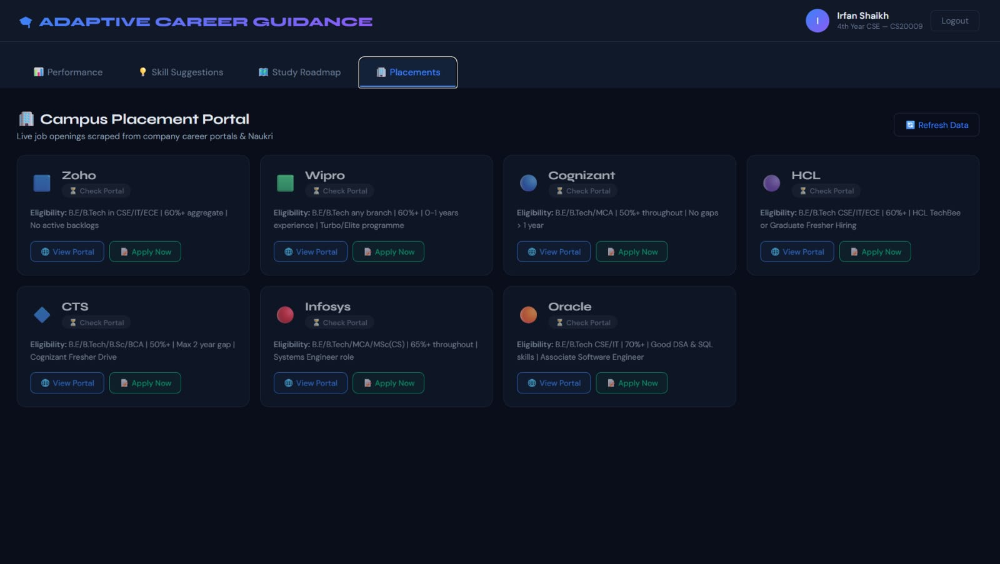 ADAPTIVE CAREER GUIDANCE
I
Irfan Shaikh
4th Year CSE — CS20009
Logout
Performance
Skill Suggestions
Study Roadmap
Placements
Campus Placement Portal
Live job openings scraped from company career portals & Naukri
Refresh Data
Zoho
Check Portal
Eligibility: B.E/B.Tech in CSE/IT/ECE | 60%+ aggregate |
No active backlogs
View Portal
Apply Now
Wipro
Check Portal
Eligibility: B.E/B.Tech any branch | 60%+ | 0-1 years
experience | Turbo/Elite programme
View Portal
Apply Now
Cognizant
Check Portal
Eligibility: B.E/B.Tech/MCA | 50%+ throughout | No gaps
> 1 year
View Portal
Apply Now
HCL
Check Portal
Eligibility: B.E/B.Tech CSE/IT/ECE | 60%+ | HCL TechBee
or Graduate Fresher Hiring
View Portal
Apply Now
CTS
Check Portal
Eligibility: B.E/B.Tech/B.Sc/BCA | 50%+ | Max 2 year gap |
Cognizant Fresher Drive
View Portal
Apply Now
Infosys
Check Portal
Eligibility: B.E/B.Tech/MCA/MSc(CS) | 65%+ throughout |
Systems Engineer role
View Portal
Apply Now
Oracle
Check Portal
Eligibility: B.E/B.Tech CSE/IT | 70%+ | Good DSA & SQL
skills | Associate Software Engineer
View Portal
Apply Now